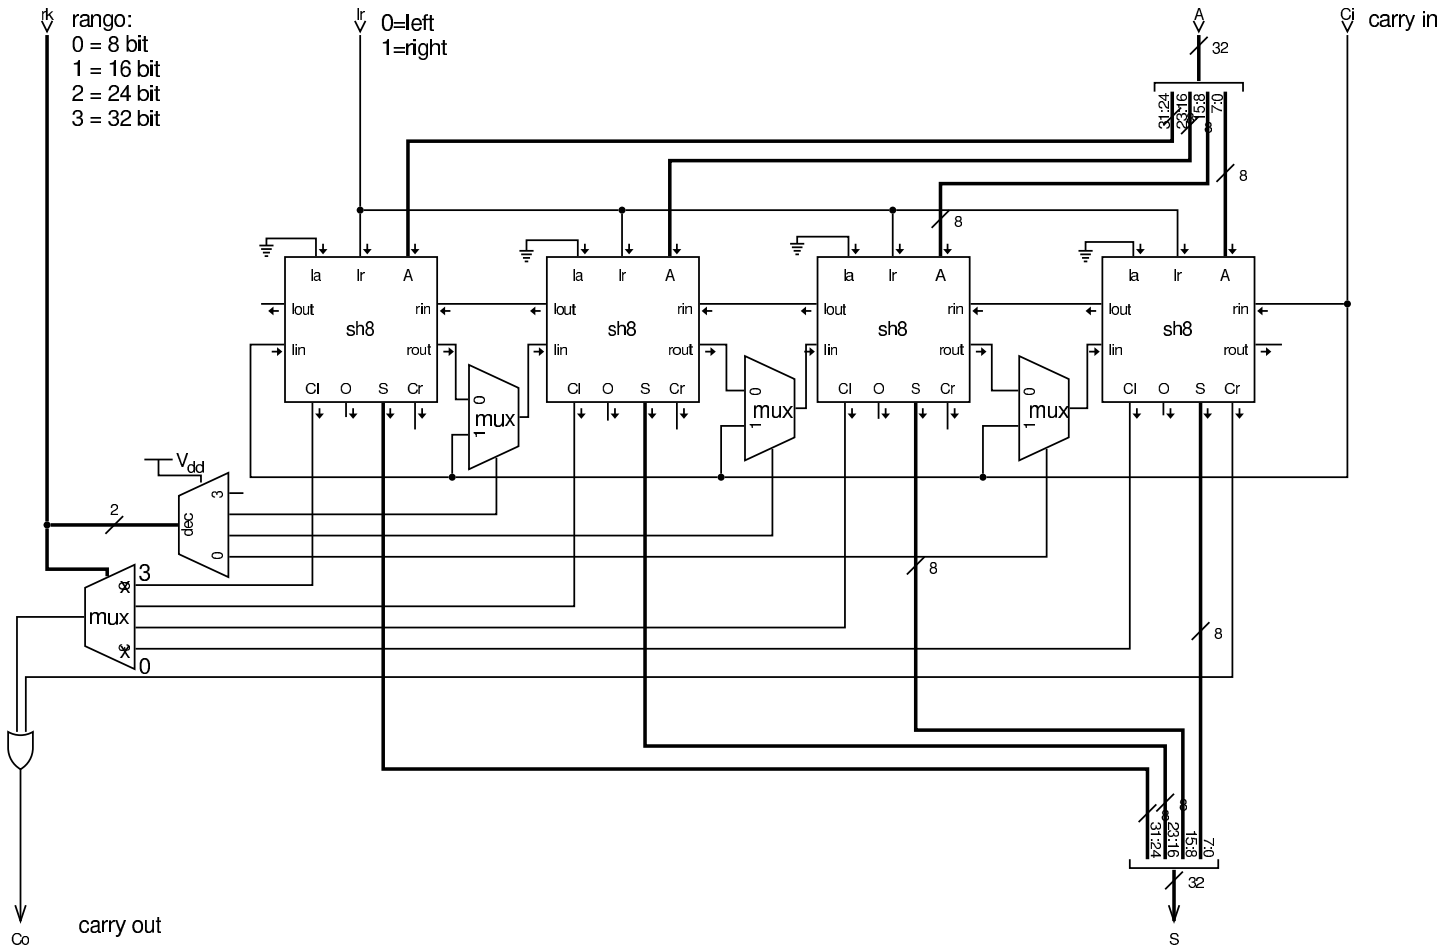 rk
rango:
0 = 8 bit
1 = 16 bit
2 = 24 bit
3 = 32 bit
lr
0=left
1=right
A
32
Ci
carry in
31:24
23:16
15:8
7:0
8
8
8
8
la lr A
lout rin
sh8
lin rout
Cl O S Cr
la lr A
lout rin
sh8
lin rout
Cl O S Cr
la lr A
lout rin
sh8
lin rout
Cl O S Cr
la lr A
lout rin
sh8
lin rout
Cl O S Cr
0
mux
1
0
mux
1
0
mux
1
Vdd
3
dec
0
2
3
mux
0
8
8
8
8
31:24
23:16
15:8
7:0
32
Co
carry out
S